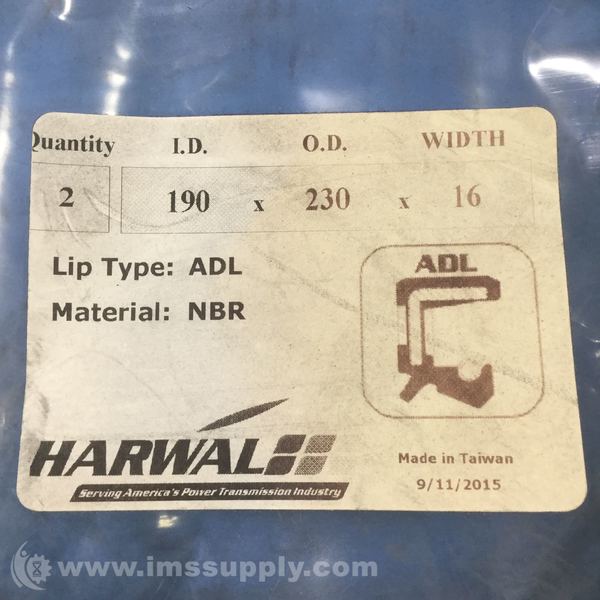 Quantity I.D. O.D. WIDTH
2 190 x 230 x 16
Lip Type: ADL
Material: NBR
ADL
HARWAL
Serving America's Power Transmission Industry
Made in Taiwan
9/11/2015
www.imssupply.com